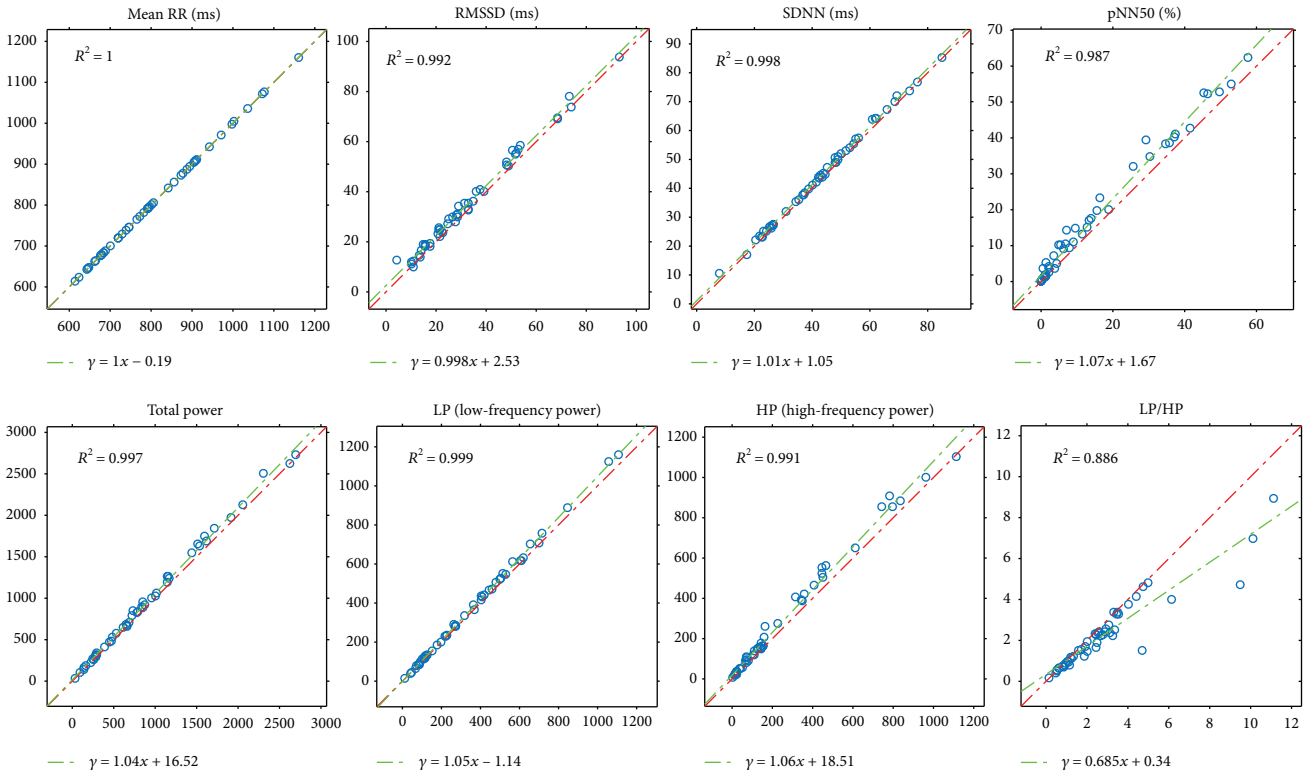 Mean RR (ms)
R² = 1
1200
1100
1000
900
800
700
600
600 700 800 900 1000 1100 1200
γ = 1x − 0.19
RMSSD (ms)
R² = 0.992
100
80
60
40
20
0
0 20 40 60 80 100
γ = 0.998x + 2.53
SDNN (ms)
R² = 0.998
90
80
70
60
50
40
30
20
10
0
0 20 40 60 80
γ = 1.01x + 1.05
pNN50 (%)
R² = 0.987
70
60
50
40
30
20
10
0
0 20 40 60
γ = 1.07x + 1.67
Total power
R² = 0.997
3000
2500
2000
1500
1000
500
0
0 500 1000 1500 2000 2500 3000
γ = 1.04x + 16.52
LP (low-frequency power)
R² = 0.999
1200
1000
800
600
400
200
0
0 200 400 600 800 1000 1200
γ = 1.05x − 1.14
HP (high-frequency power)
R² = 0.991
1200
1000
800
600
400
200
0
0 200 400 600 800 1000 1200
γ = 1.06x + 18.51
LP/HP
R² = 0.886
12
10
8
6
4
2
0
0 2 4 6 8 10 12
γ = 0.685x + 0.34